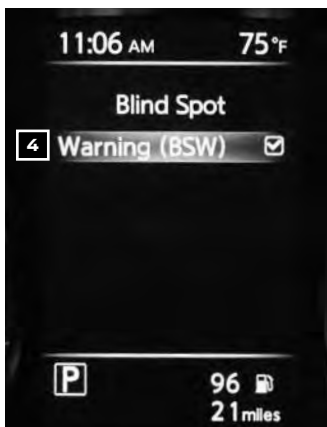 11:06 AM 75°F
Blind Spot
4 Warning (BSW)
P 96
21 miles